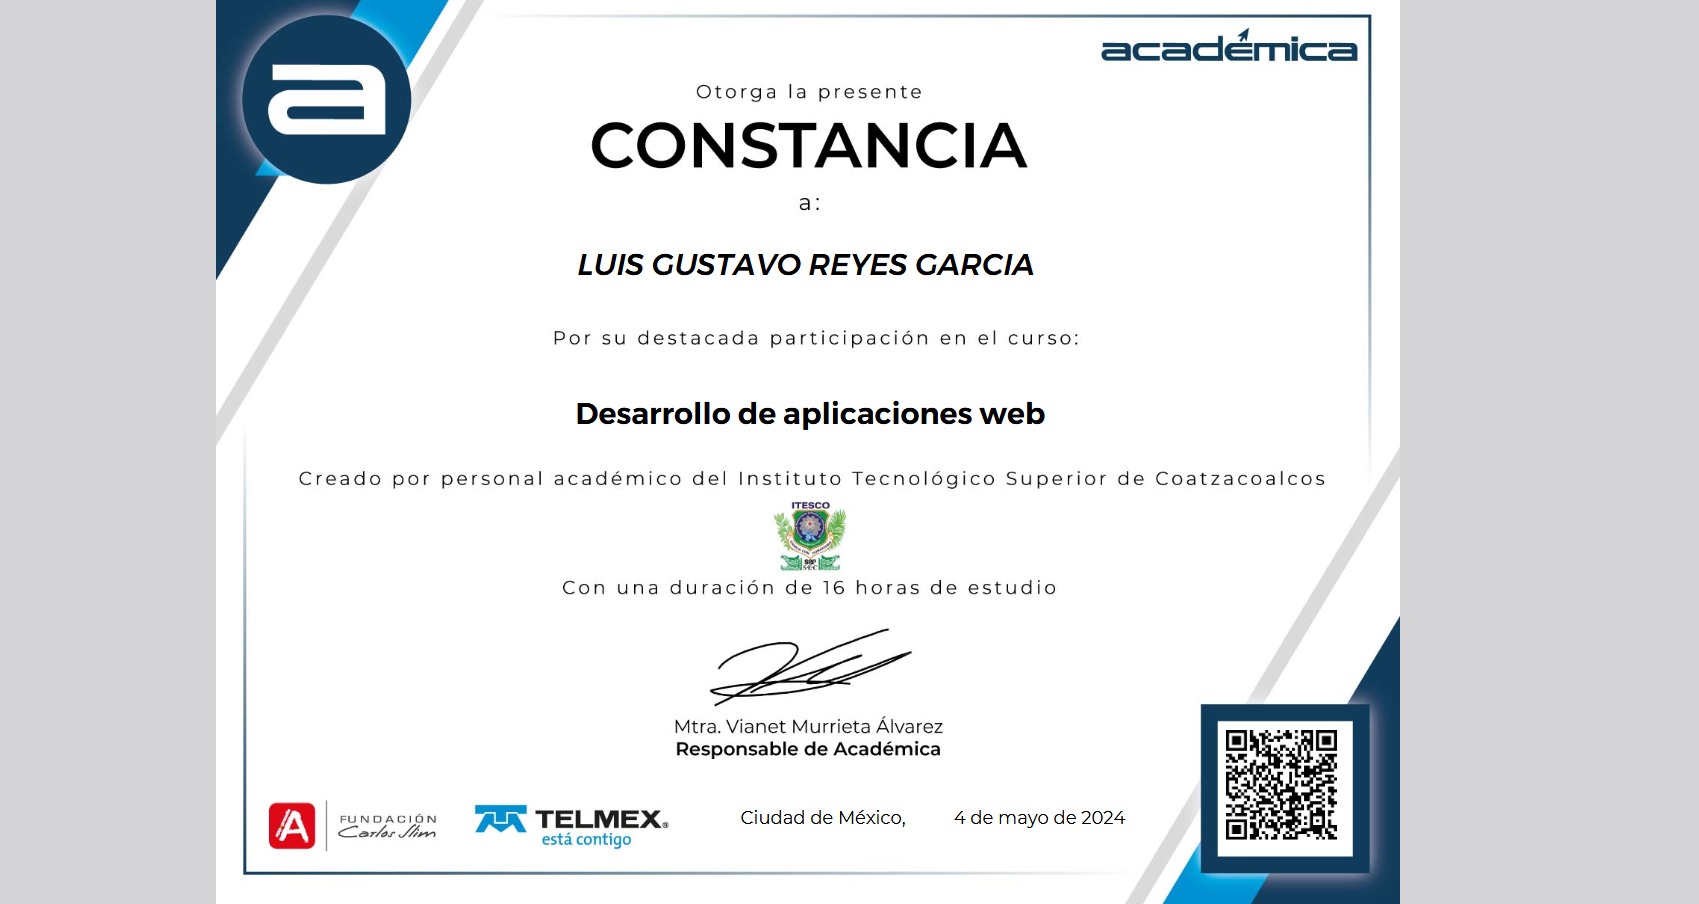 académica
Otorga la presente
CONSTANCIA
a:
LUIS GUSTAVO REYES GARCIA
Por su destacada participación en el curso:
Desarrollo de aplicaciones web
Creado por personal académico del Instituto Tecnológico Superior de Coatzacoalcos
ITESCO
SEP
SEC
Con una duración de 16 horas de estudio
Mtra. Vianet Murrieta Álvarez
Responsable de Académica
FUNDACIÓN
Carlos Slim
TELMEX®
está contigo
Ciudad de México, 4 de mayo de 2024